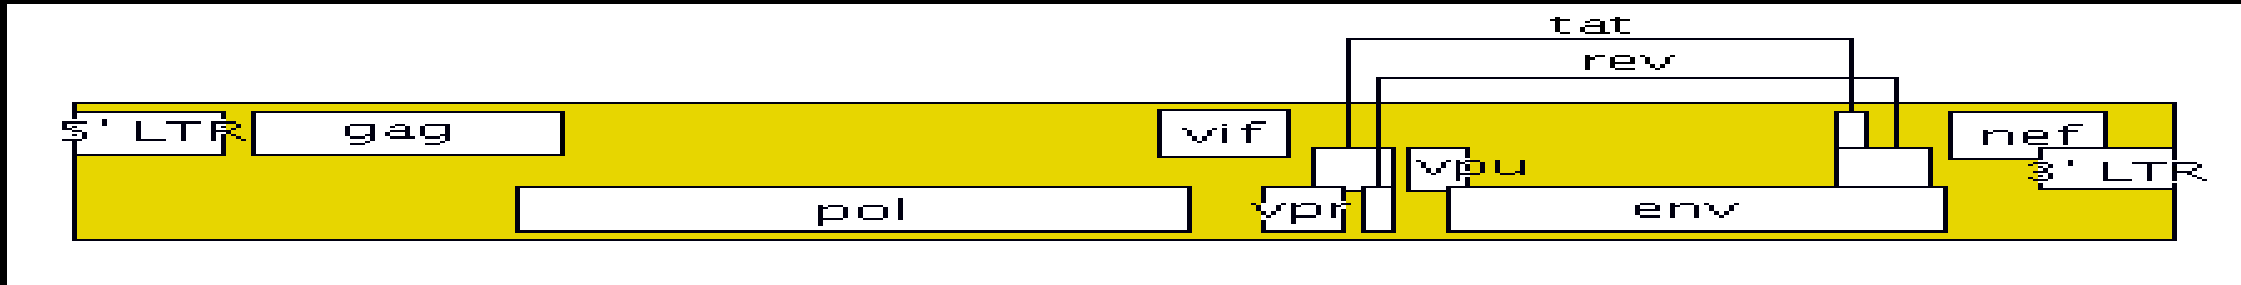 tat
rev
5' LTR gag vif nef
vpu 3' LTR
pol vpr env